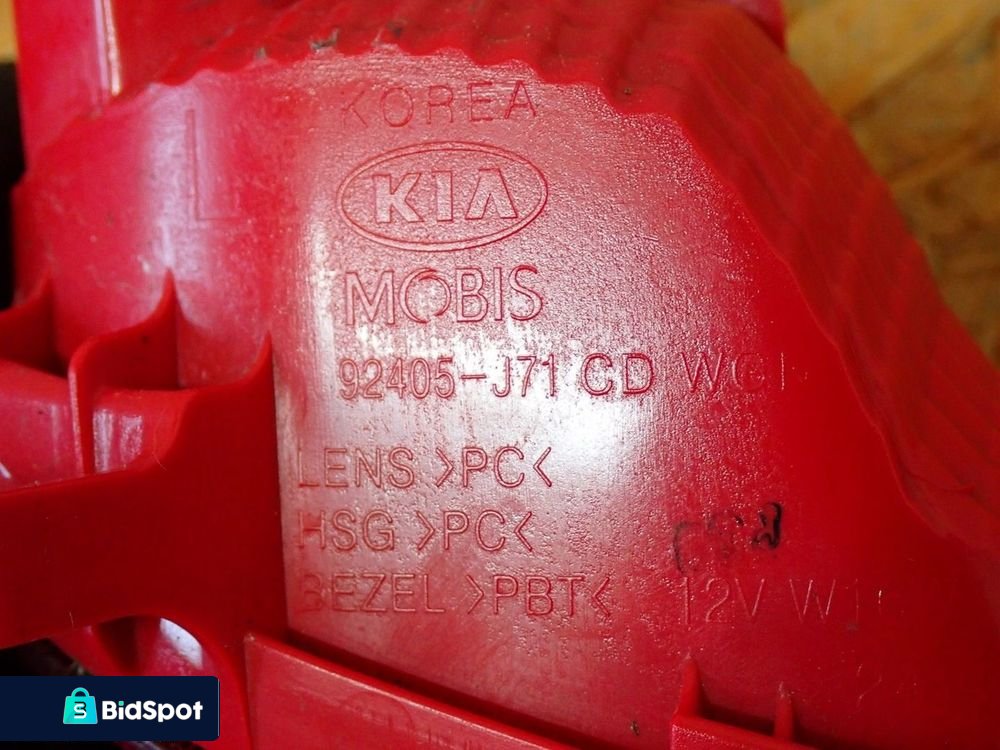 KOREA
KIA
MOBIS
92405-J71 CD
LENS >PC<
HSG >PC<
BEZEL >PBT< 12V
BidSpot